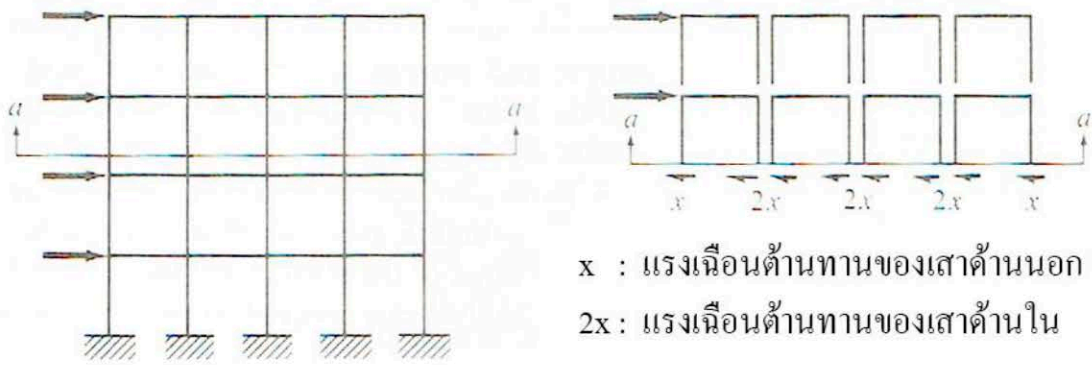 a a
a a
x 2x 2x 2x x
x : แรงเฉือนต้านทานของเสาด้านนอก
2x : แรงเฉือนต้านทานของเสาด้านใน